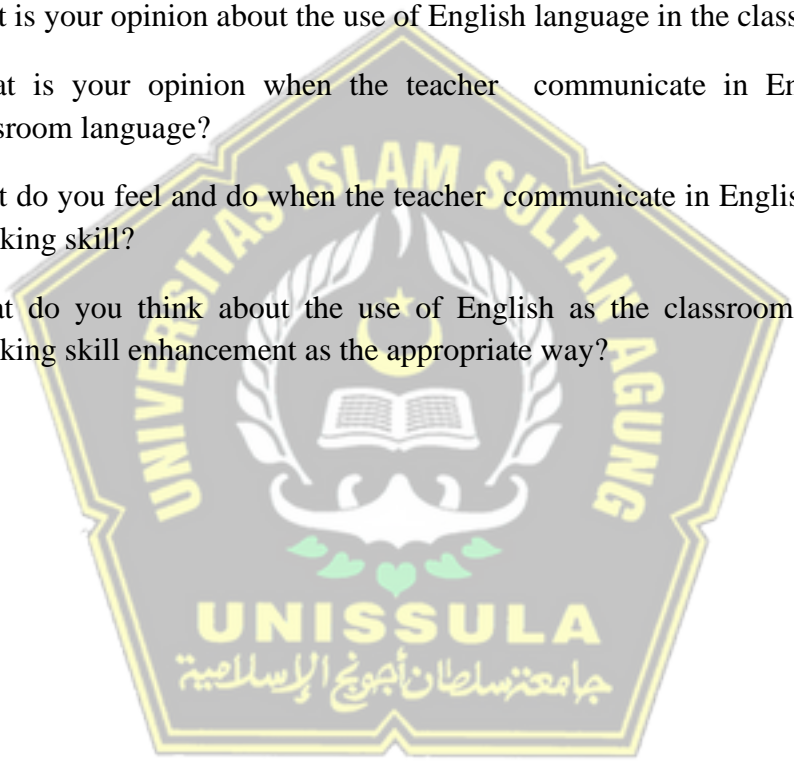 t is your opinion about the use of English language in the class
at is your opinion when the teacher communicate in En
sroom language?
t do you feel and do when the teacher communicate in Englis
king skill?
at do you think about the use of English as the classroom
king skill enhancement as the appropriate way?
UNIVERSITAS ISLAM SULTAN AGUNG
UNISSULA
جامعتنسلطان أجونج الإسلامية